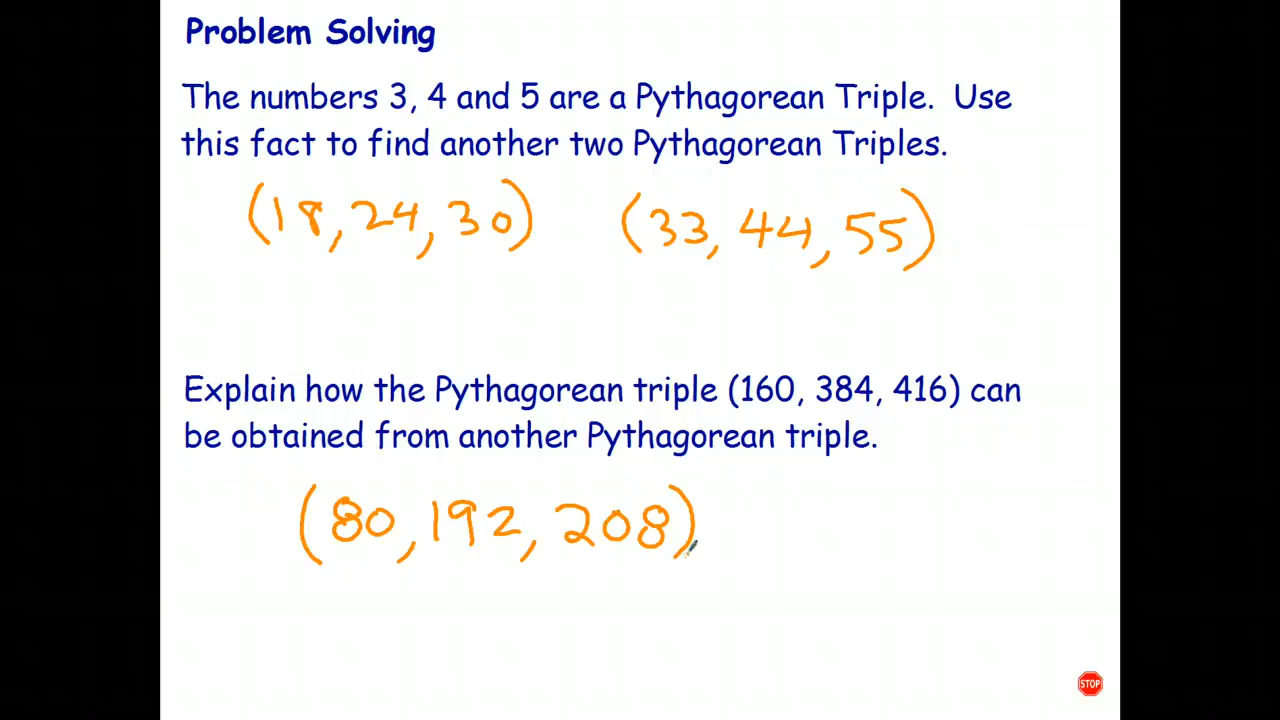 Problem Solving
The numbers 3, 4 and 5 are a Pythagorean Triple. Use
this fact to find another two Pythagorean Triples.
(18, 24, 30) (33, 44, 55)
Explain how the Pythagorean triple (160, 384, 416) can
be obtained from another Pythagorean triple.
(80, 192, 208)
STOP